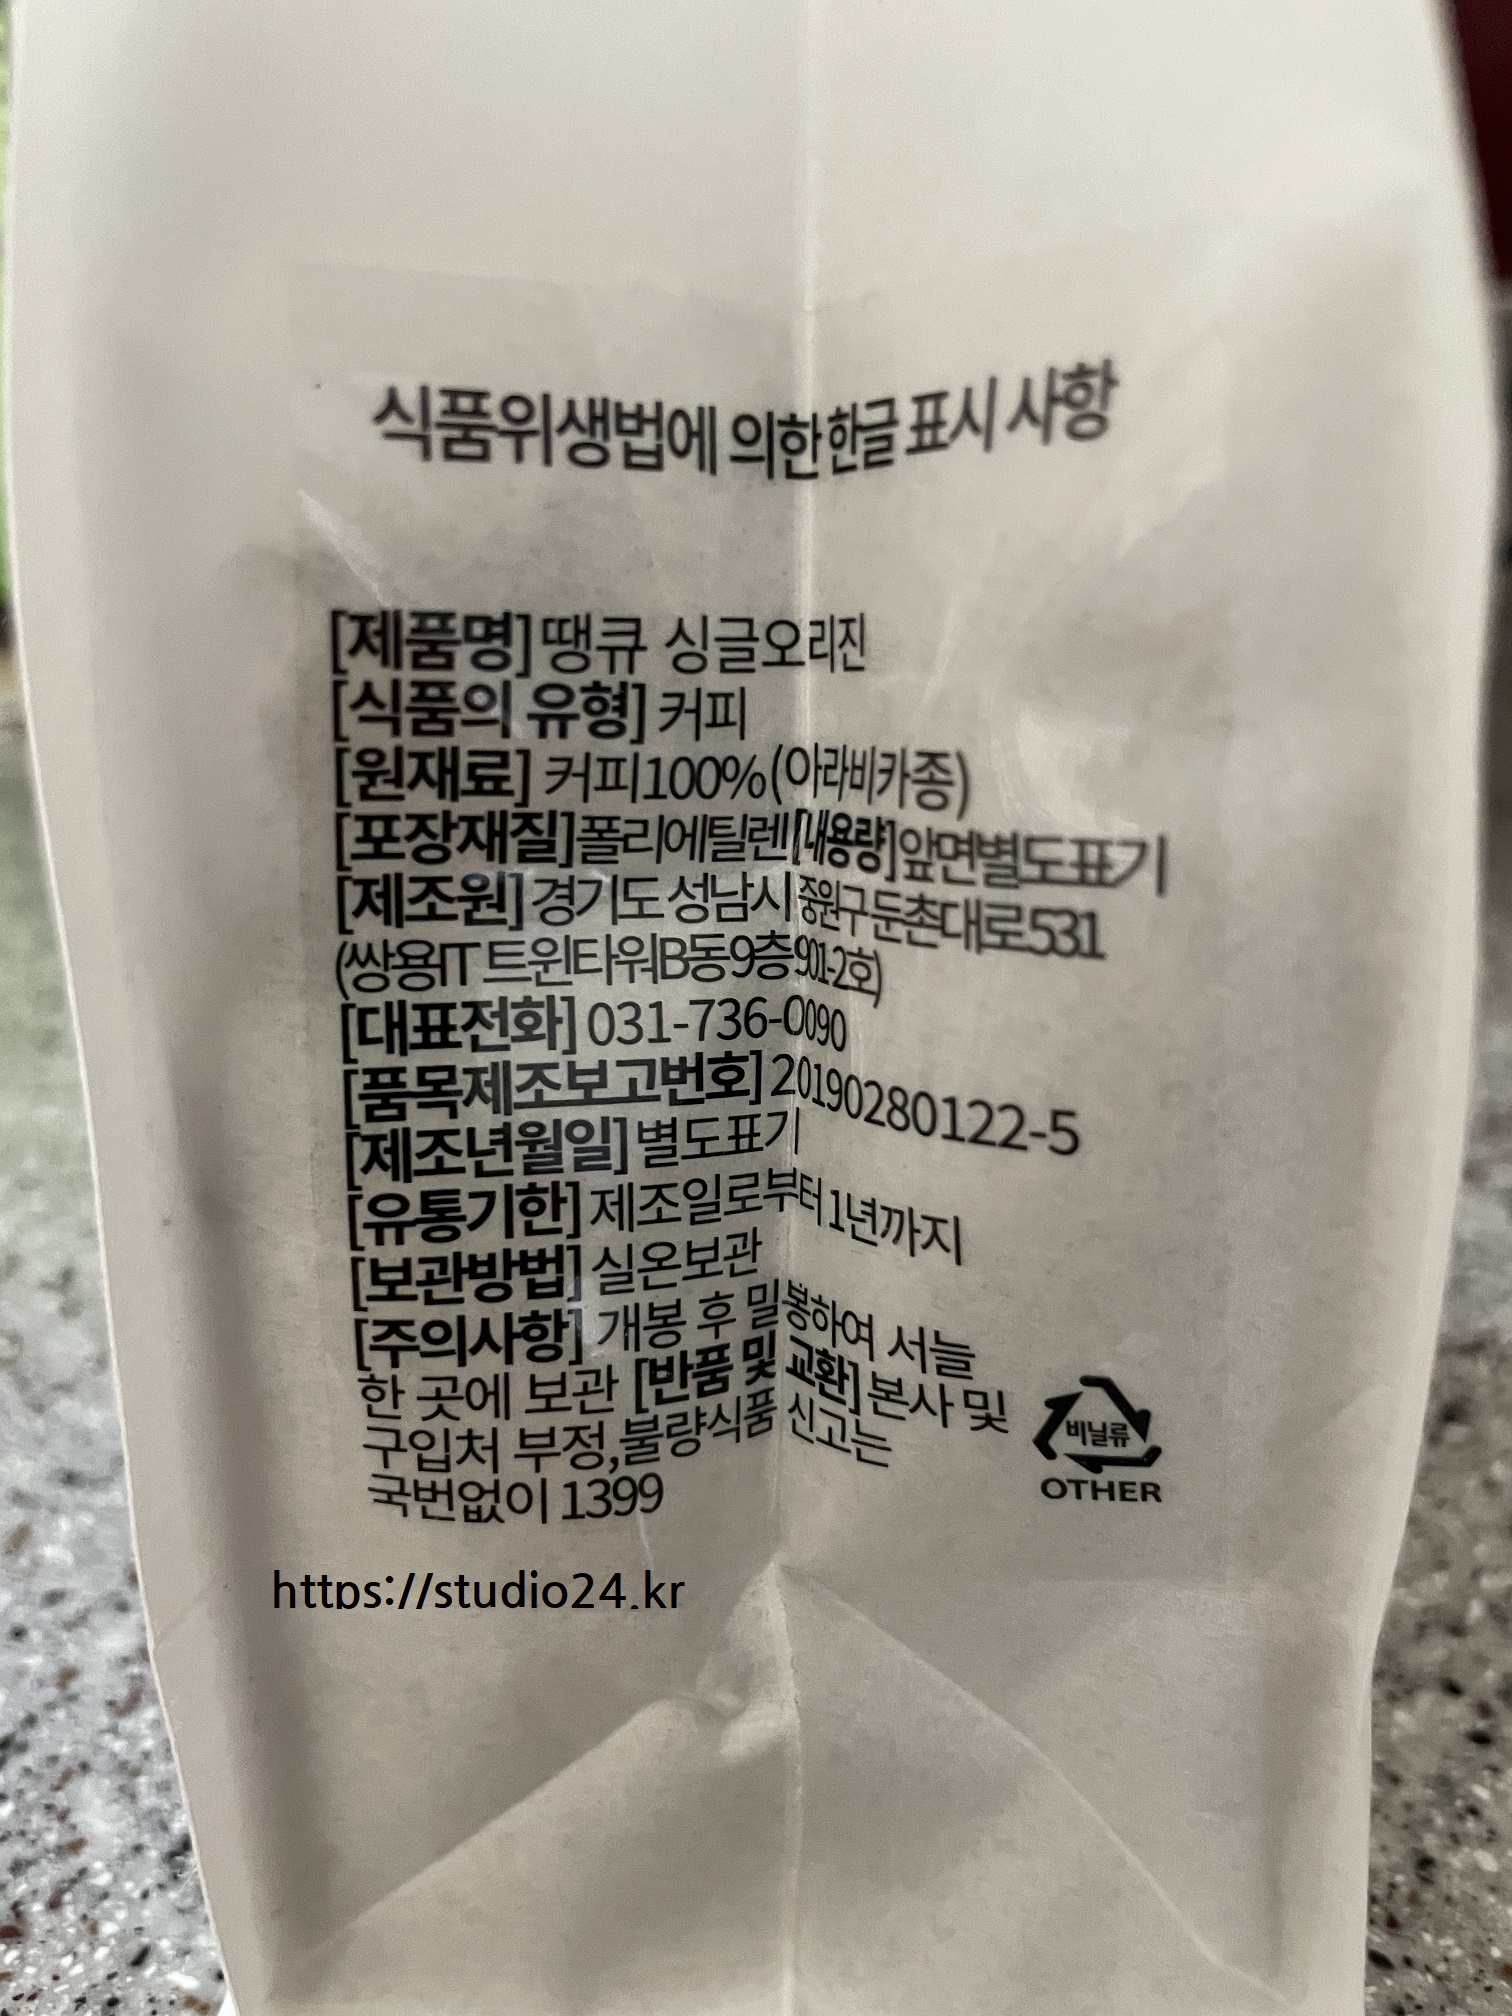 식품위생법에 의한 한글 표시 사항
[제품명] 땡큐 싱글오리진
[식품의 유형] 커피
[원재료] 커피100%(아라비카종)
[포장재질]폴리에틸렌[내용량]앞면별도표기
[제조원] 경기도 성남시 중원구 둔촌대로531
(쌍용IT 트윈타워B동9층901-2호)
[대표전화] 031-736-0090
[품목제조보고번호] 20190280122-5
[제조년월일] 별도표기
[유통기한] 제조일로부터 1년까지
[보관방법] 실온보관
[주의사항] 개봉 후 밀봉하여 서늘
한 곳에 보관 [반품 및 교환] 본사 및
구입처 부정,불량식품 신고는
국번없이 1399
비닐류
OTHER
https://studio24.kr